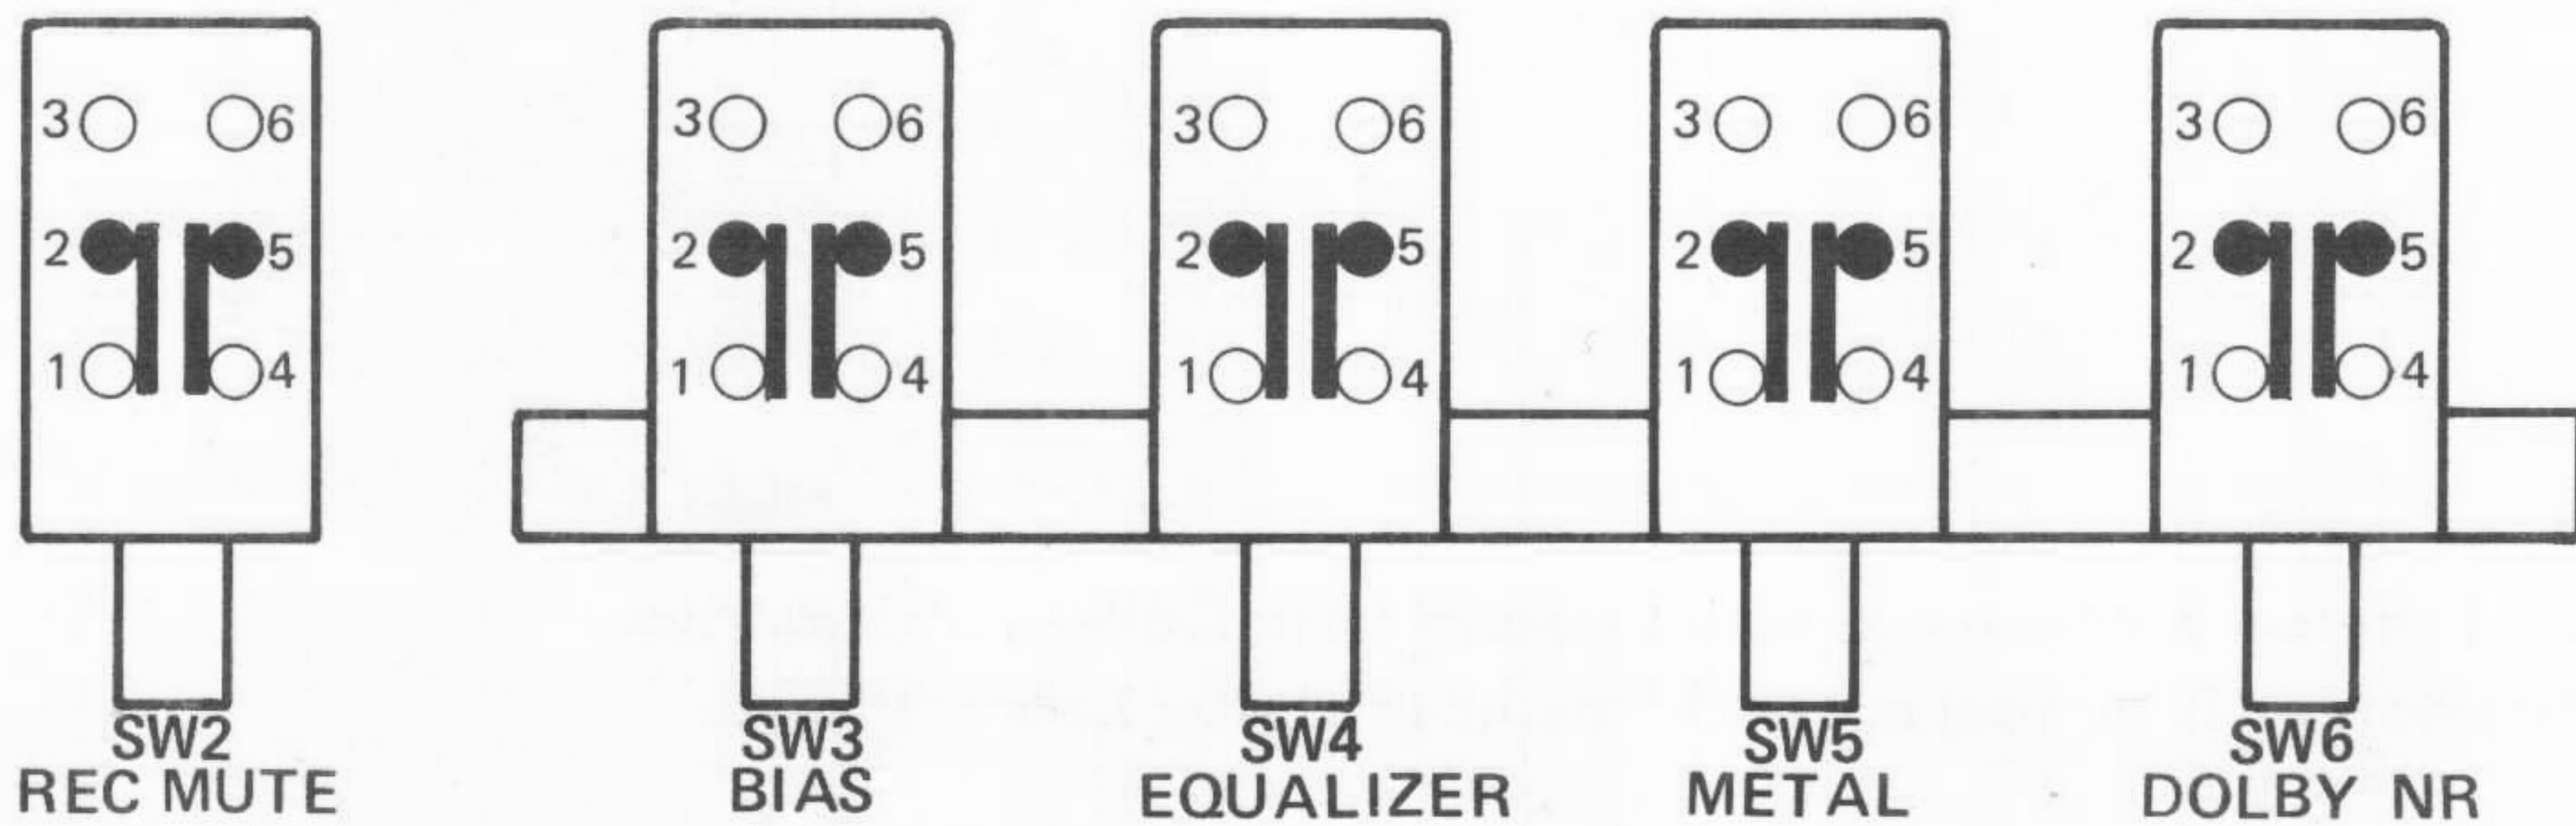 3 6 3 6 3 6 3 6 3 6
2 5 2 5 2 5 2 5 2 5
1 4 1 4 1 4 1 4 1 4
SW2 SW3 SW4 SW5 SW6
REC MUTE BIAS EQUALIZER METAL DOLBY NR